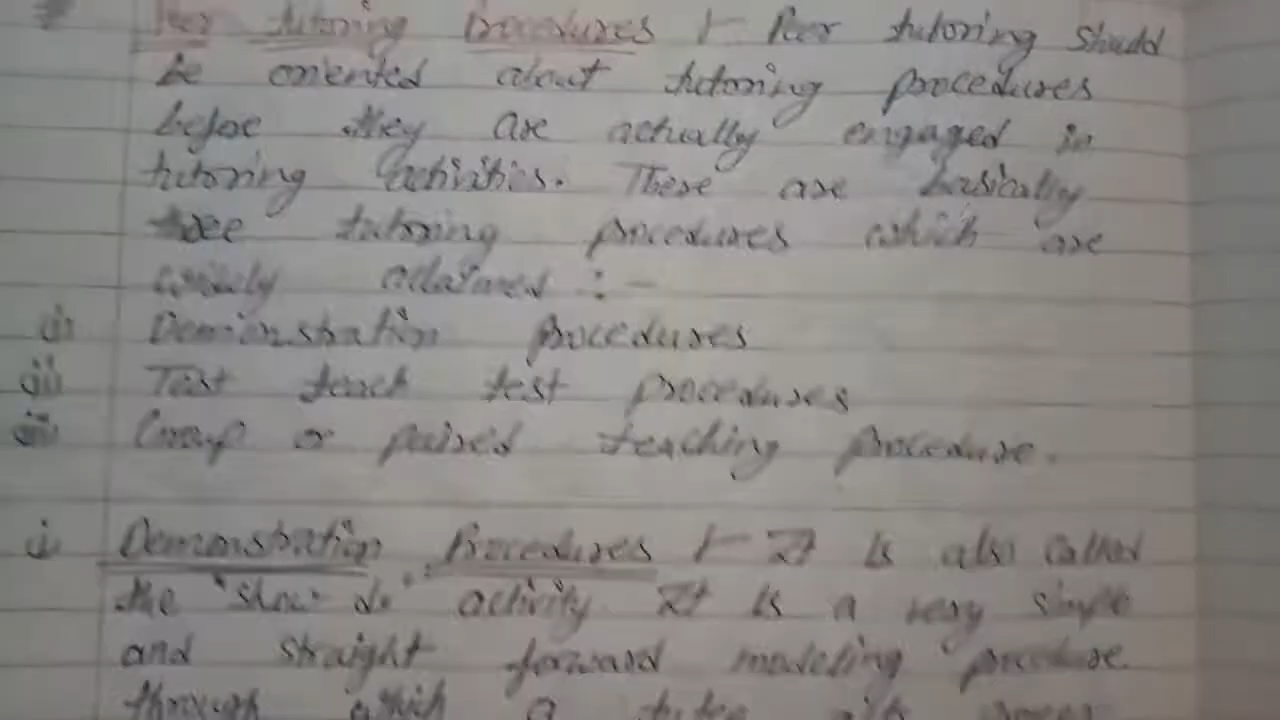 Peer tutoring Procedures :- Peer tutoring should
be oriented about tutoring procedures
before they are actually engaged in
tutoring activities. There are basically
three tutoring procedures which are
widely
:-
i) Demonstration procedures
ii) Test teach test procedures
iii) Group or paired teaching procedure.
i) Demonstration Procedures :- It is also called
the "show do" activity It is a very simple
and straight forward modeling procedure
through which a tutor